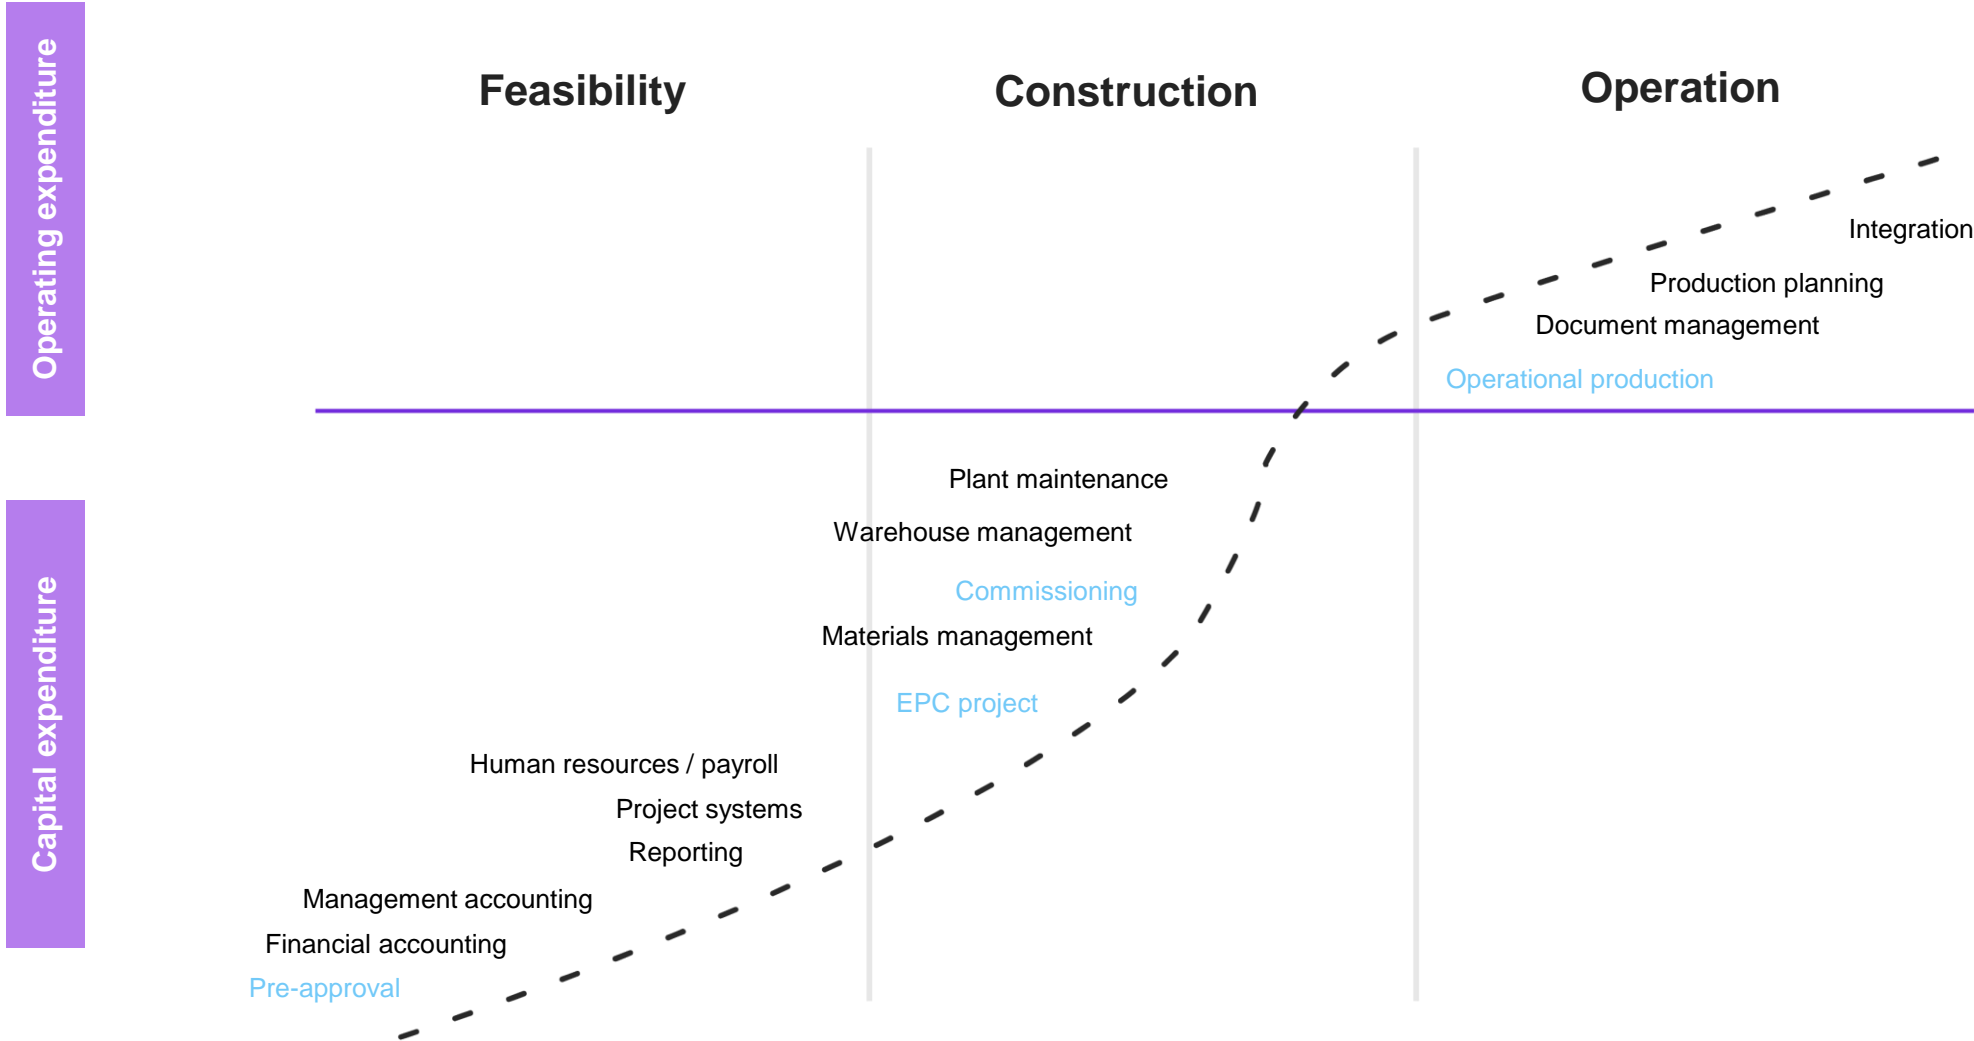 Operating expenditure
Feasibility
Construction
Operation
Integration
Production planning
Document management
Operational production
Capital expenditure
Plant maintenance
Warehouse management
Commissioning
Materials management
EPC project
Human resources / payroll
Project systems
Reporting
Management accounting
Financial accounting
Pre-approval